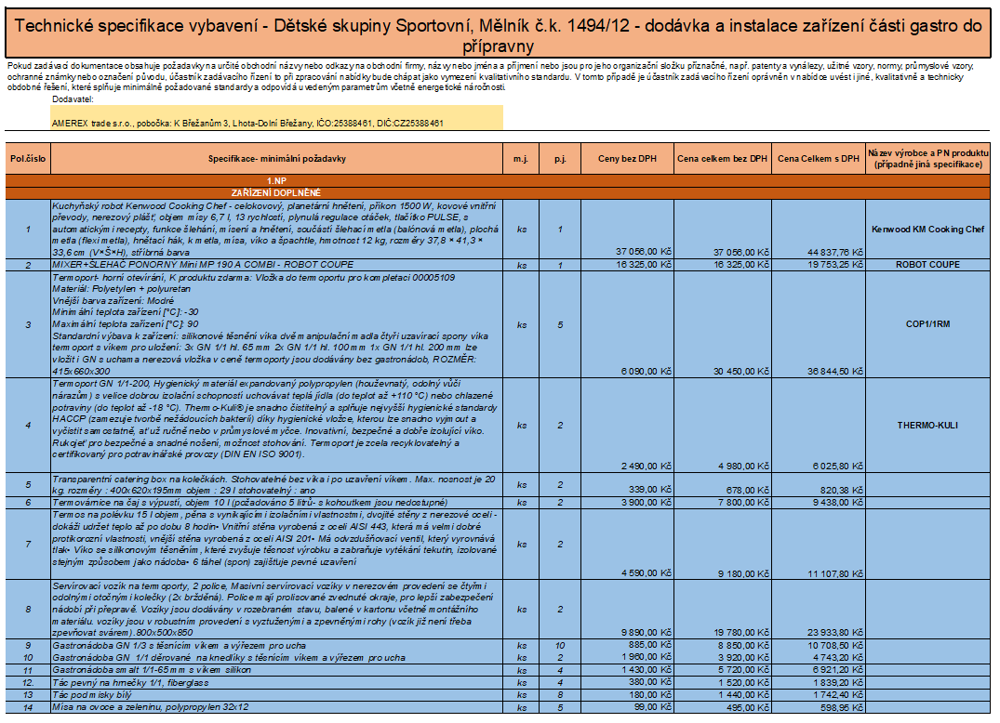 Technické specifikace vybavení - Dětské skupiny Sportovní, Mělník č.k. 1494/12 - dodávka a instalace zařízení části gastro do
přípravny
Pokud zadávací dokumentace obsahuje požadavky na určité obchodní názvy nebo odkazy na obchodní firmy, názvy nebo jména a příjmení nebo jsou pro jeho organizační složku příznačné, např. patenty a vynálezy, užitné vzory, normy, průmyslové vzory,
ochranné známky nebo označení původu, účastník zadávacího řízení to při zpracování nabídky bude chápat jako vymezení kvalitativního standardu. V tomto případě je účastník zadávacího řízení oprávněn v nabídce uvést i jiné, kvalitativně a technicky
obdobné řešení, které splňuje minimálně požadované standardy a odpovídá uvedeným parametrům včetně energetické náročnosti.
Dodavatel:
AMEREX trade s.r.o., pobočka: K Břežanům 3, Lhota-Dolní Břežany, IČO:25388461, DIČ:CZ25388461
Pol.číslo Specifikace- minimální požadavky m.j. p.j. Ceny bez DPH Cena celkem bez DPH Cena Celkem s DPH Název výrobce a PN produktu
(případně jiná specifikace)
1.NP
ZAŘÍZENÍ DOPLNĚNÉ
Kuchyňský robot Kenwood Cooking Chef - celokovový, planetární hnětení, příkon 1500 W, kovové vnitřní
převody, nerezový plášť, objem mísy 6,7 l, 13 rychlostí, plynulá regulace otáček, tlačítko PULSE, s
1 automatickými recepty, funkce šlehání, mísení a hnětení, součástí šlehací metla (balónová metla), plochá ks 1 Kenwood KM Cooking Chef
metla (flexi metla), hnětací hák, k metla, mísa, víko a špachtle, hmotnost 12 kg, rozměry 37,8 × 41,3 ×
33,6 cm (V×Š×H), stříbrná barva 37 056,00 Kč 37 056,00 Kč 44 837,76 Kč
2 MIXER+ŠLEHAČ PONORNÝ Mini MP 190 A COMBI - ROBOT COUPE ks 1 16 325,00 Kč 16 325,00 Kč 19 753,25 Kč ROBOT COUPE
Termoport- horní otevírání, K produktu zdarma: Vložka do termoportu pro kompletaci 00005109
Materiál: Polyetylen + polyuretan
Vnější barva zařízení: Modré
Minimální teplota zařízení [°C]: -30
3 Maximální teplota zařízení [°C]: 90 ks 5 COP1/1RM
Standardní výbava k zařízení: silikonové těsnění víka dvě manipulační madla čtyři uzavírací spony víka
termoport s víkem pro uložení: 3x GN 1/1 hl. 65 mm 2x GN 1/1 hl. 100 mm 1x GN 1/1 hl. 200 mm lze
vložit i GN s uchama nerezová vložka v ceně termoporty jsou dodávány bez gastronádob, ROZMĚR:
415x660x300 6 090,00 Kč 30 450,00 Kč 36 844,50 Kč
Termoport GN 1/1-200, Hygienický materiál expandovaný polypropylen (houževnatý, odolný vůči
nárazům) s velice dobrou izolační schopností uchovávat teplá jídla (do teplot až +110 °C) nebo chlazené
potraviny (do teplot až -18 °C). Thermo-Kuli® je snadno čistitelný a splňuje nejvyšší hygienické standardy
HACCP (zamezuje tvorbě nežádoucích bakterií) díky hygienické vložce, kterou lze snadno vyjmout a
4 vyčistit samostatně, ať už ručně nebo v průmyslové myčce. Inovativní, bezpečné a dobře izolující víko. ks 2 THERMO-KULI
Rukojeť pro bezpečné a snadné nošení, možnost stohování. Termoport je zcela recyklovatelný a
certifikovaný pro potravinářské provozy (DIN EN ISO 9001).
2 490,00 Kč 4 980,00 Kč 6 025,80 Kč
5 Transparentní catering box na kolečkách. Stohovatelné bez víka i po uzavření víkem. Max. nosnost je 20 ks 2
kg. rozměry : 400x620x195mm objem : 29 l stohovatelný : ano 339,00 Kč 678,00 Kč 820,38 Kč
6 Termovárnice na čaj s výpustí, objem 10 l (požadováno 5 litrů- s kohoutkem jsou nedostupné) ks 2 3 900,00 Kč 7 800,00 Kč 9 438,00 Kč
Termos na polévku 15 l objem, pěna s vynikajícími izolačními vlastnostmi, dvojité stěny z nerezové oceli -
dokáží udržet teplo až po dobu 8 hodin• Vnitřní stěna vyrobená z oceli AISI 443, která má velmi dobré
7 protikorozní vlastnosti, vnější stěna vyrobená z oceli AISI 201• Má odvzdušňovací ventil, který vyrovnává ks 2
tlak• Víko se silikonovým těsněním, které zvyšuje těsnost výrobku a zabraňuje vytékání tekutin, izolované
stejným způsobem jako nádoba• 6 táhel (spon) zajišťuje pevné uzavření
4 590,00 Kč 9 180,00 Kč 11 107,80 Kč
Servírovací vozík na termoporty, 2 police, Masivní servírovací vozíky v nerezovém provedení se čtyřmi
odolnými otočnými kolečky (2x bržděná). Police mají prolisované zvednuté okraje, pro lepší zabezpečení
8 nádobí při přepravě. Vozíky jsou dodávány v rozebraném stavu, balené v kartonu včetně montážního ks 2
materiálu. vozíky jsou v robustním provedení s vyztuženými a zpevněnými rohy (vozík již není třeba
zpevňovat svárem).800x500x850 9 890,00 Kč 19 780,00 Kč 23 933,80 Kč
9 Gastronádoba GN 1/3 s těsnícím víkem a výřezem pro ucha ks 10 885,00 Kč 8 850,00 Kč 10 708,50 Kč
10 Gastronádoba GN 1/1 děrované na knedlíky s těsnícím víkem a výřezem pro ucha ks 2 1 960,00 Kč 3 920,00 Kč 4 743,20 Kč
11 Gastronádoba smalt 1/1-65 mm s víkem silikon ks 4 1 430,00 Kč 5 720,00 Kč 6 921,20 Kč
12. Tác pevný na hrnečky 1/1, fiberglass ks 4 380,00 Kč 1 520,00 Kč 1 839,20 Kč
13 Tác pod misky bílý ks 8 180,00 Kč 1 440,00 Kč 1 742,40 Kč
14 Mísa na ovoce a zeleninu, polypropylen 32x12 ks 5 99,00 Kč 495,00 Kč 598,95 Kč